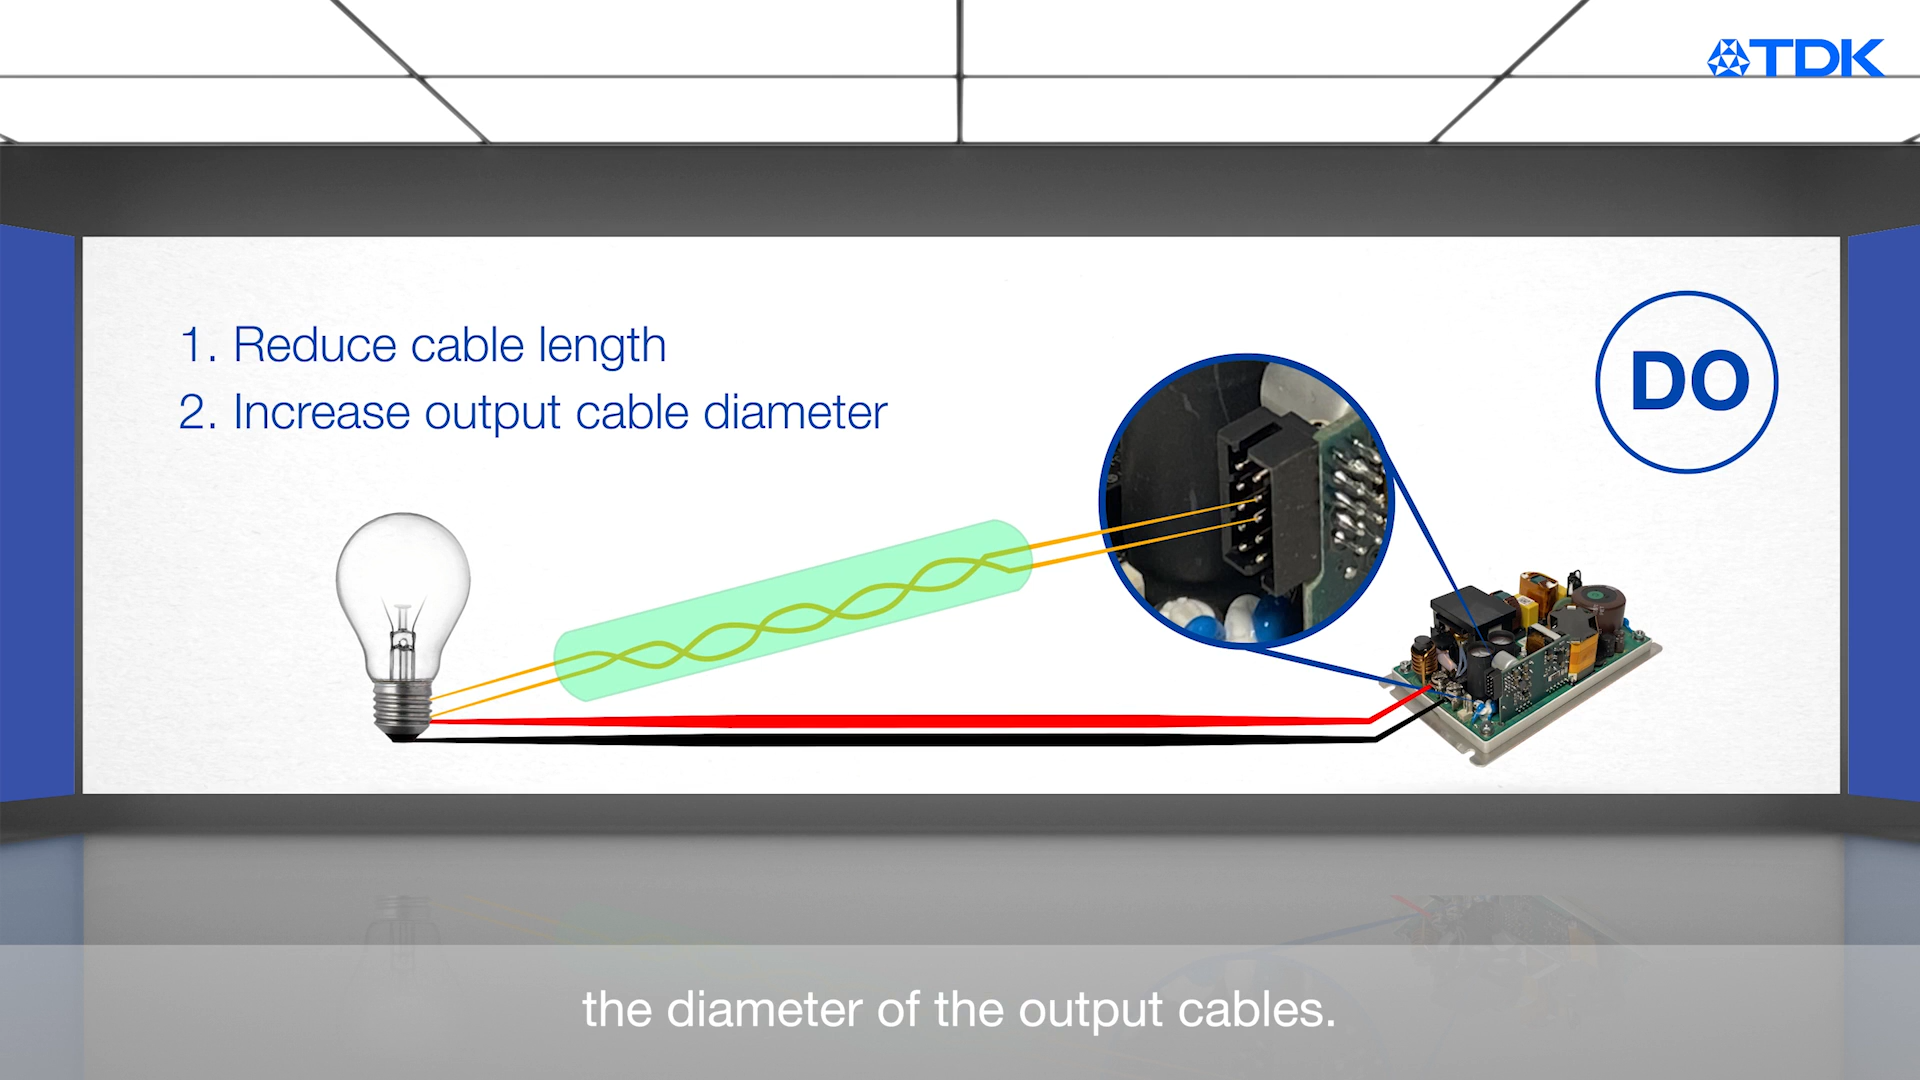 TDK
1. Reduce cable length
2. Increase output cable diameter
DO
the diameter of the output cables.